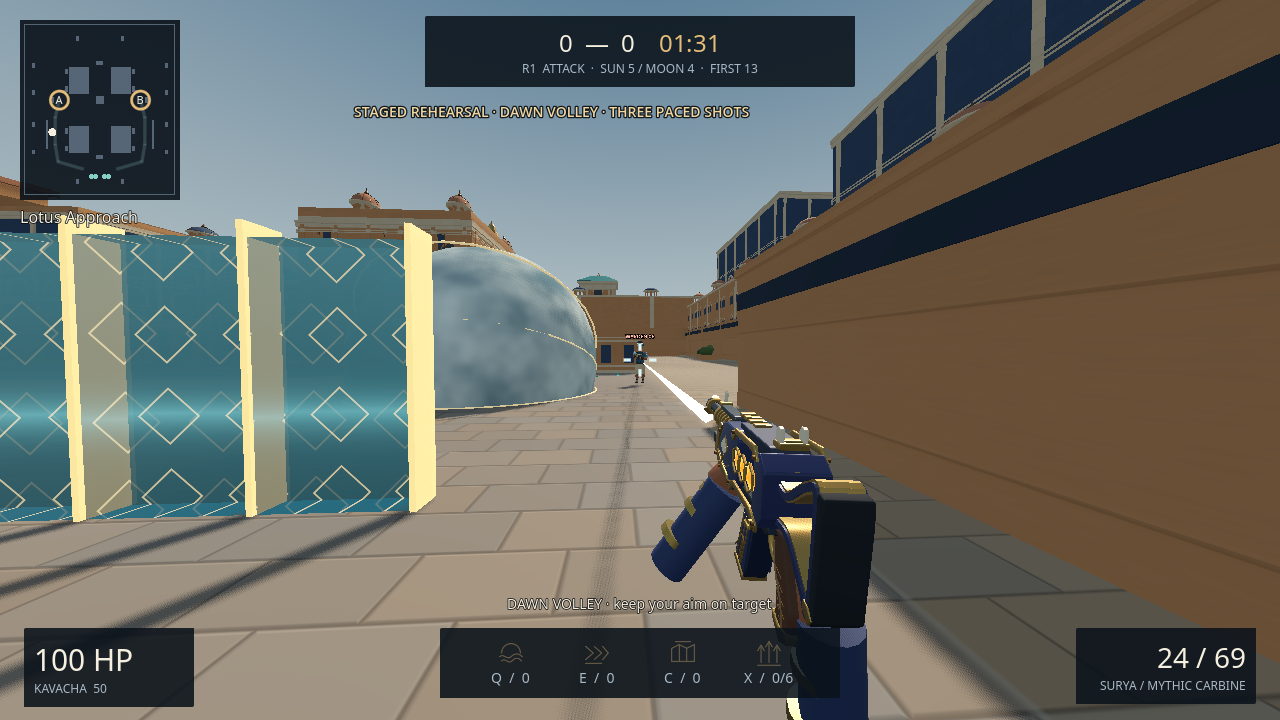 0 — 0 01:31
R1 ATTACK · SUN 5 / MOON 4 · FIRST 13
STAGED REHEARSAL · DAWN VOLLEY · THREE PACED SHOTS
A
B
Lotus Approach
DAWN VOLLEY · keep your aim on target
100 HP
KAVACHA 50
Q / 0
E / 0
C / 0
X / 0/6
24 / 69
SURYA / MYTHIC CARBINE